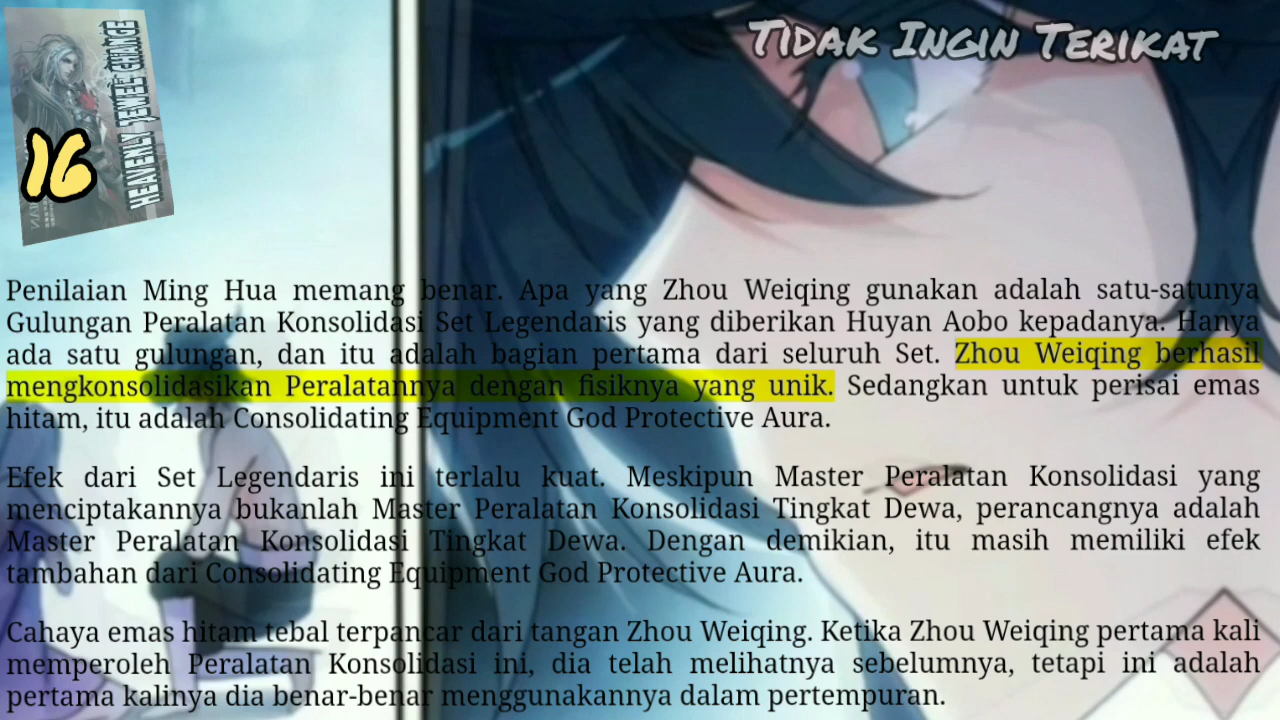 Tidak Ingin Terikat
HEAVENLY JEWEL CHANGE
16
Penilaian Ming Hua memang benar. Apa yang Zhou Weiqing gunakan adalah satu-satunya
Gulungan Peralatan Konsolidasi Set Legendaris yang diberikan Huyan Aobo kepadanya. Hanya
ada satu gulungan, dan itu adalah bagian pertama dari seluruh Set. Zhou Weiqing berhasil
mengkonsolidasikan Peralatannya dengan fisiknya yang unik. Sedangkan untuk perisai emas
hitam, itu adalah Consolidating Equipment God Protective Aura.
Efek dari Set Legendaris ini terlalu kuat. Meskipun Master Peralatan Konsolidasi yang
menciptakannya bukanlah Master Peralatan Konsolidasi Tingkat Dewa, perancangnya adalah
Master Peralatan Konsolidasi Tingkat Dewa. Dengan demikian, itu masih memiliki efek
tambahan dari Consolidating Equipment God Protective Aura.
Cahaya emas hitam tebal terpancar dari tangan Zhou Weiqing. Ketika Zhou Weiqing pertama kali
memperoleh Peralatan Konsolidasi ini, dia telah melihatnya sebelumnya, tetapi ini adalah
pertama kalinya dia benar-benar menggunakannya dalam pertempuran.